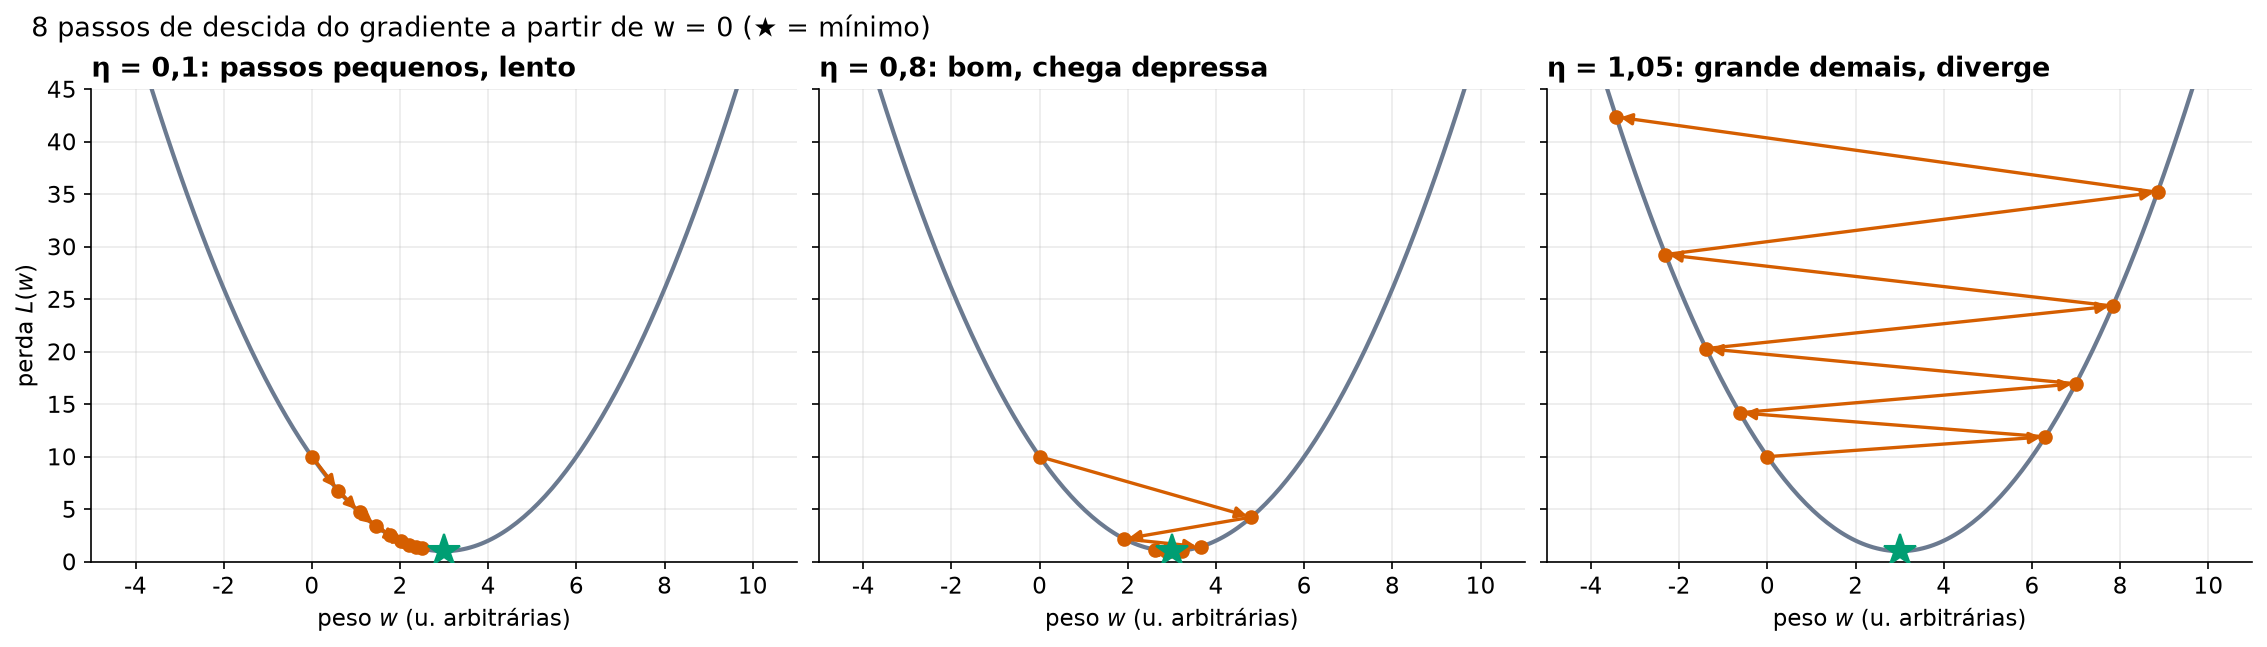 8 passos de descida do gradiente a partir de w = 0 (★ = mínimo)
η = 0,1: passos pequenos, lento
η = 0,8: bom, chega depressa
η = 1,05: grande demais, diverge
45
40
35
30
25
20
15
10
5
0
perda L(w)
-4 -2 0 2 4 6 8 10
-4 -2 0 2 4 6 8 10
-4 -2 0 2 4 6 8 10
peso w (u. arbitrárias)
peso w (u. arbitrárias)
peso w (u. arbitrárias)